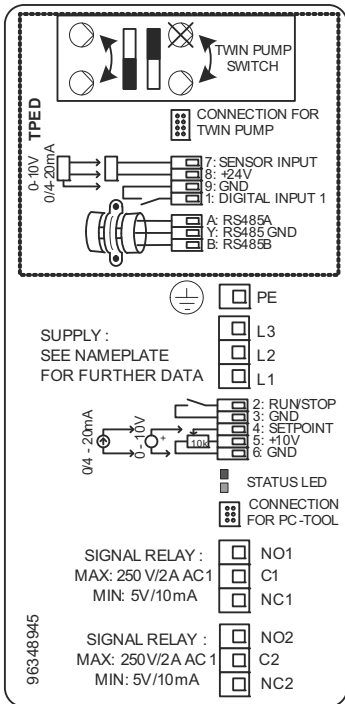 TWIN PUMP
SWITCH
TPED
CONNECTION FOR
TWIN PUMP
0-10V
0/4-20mA
7: SENSOR INPUT
8: +24V
9: GND
1: DIGITAL INPUT 1
A: RS485A
Y: RS485 GND
B: RS485B
PE
SUPPLY :
SEE NAMEPLATE
FOR FURTHER DATA
L3
L2
L1
2: RUN/STOP
3: GND
4: SETPOINT
5: +10V
6: GND
0/4 - 20mA
0 - 10V
+
10k
STATUS LED
CONNECTION
FOR PC-TOOL
SIGNAL RELAY :
MAX: 250 V/2A AC1
MIN: 5V/10mA
NO1
C1
NC1
SIGNAL RELAY :
MAX: 250V/2A AC 1
MIN: 5V/10mA
NO2
C2
NC2
96348945